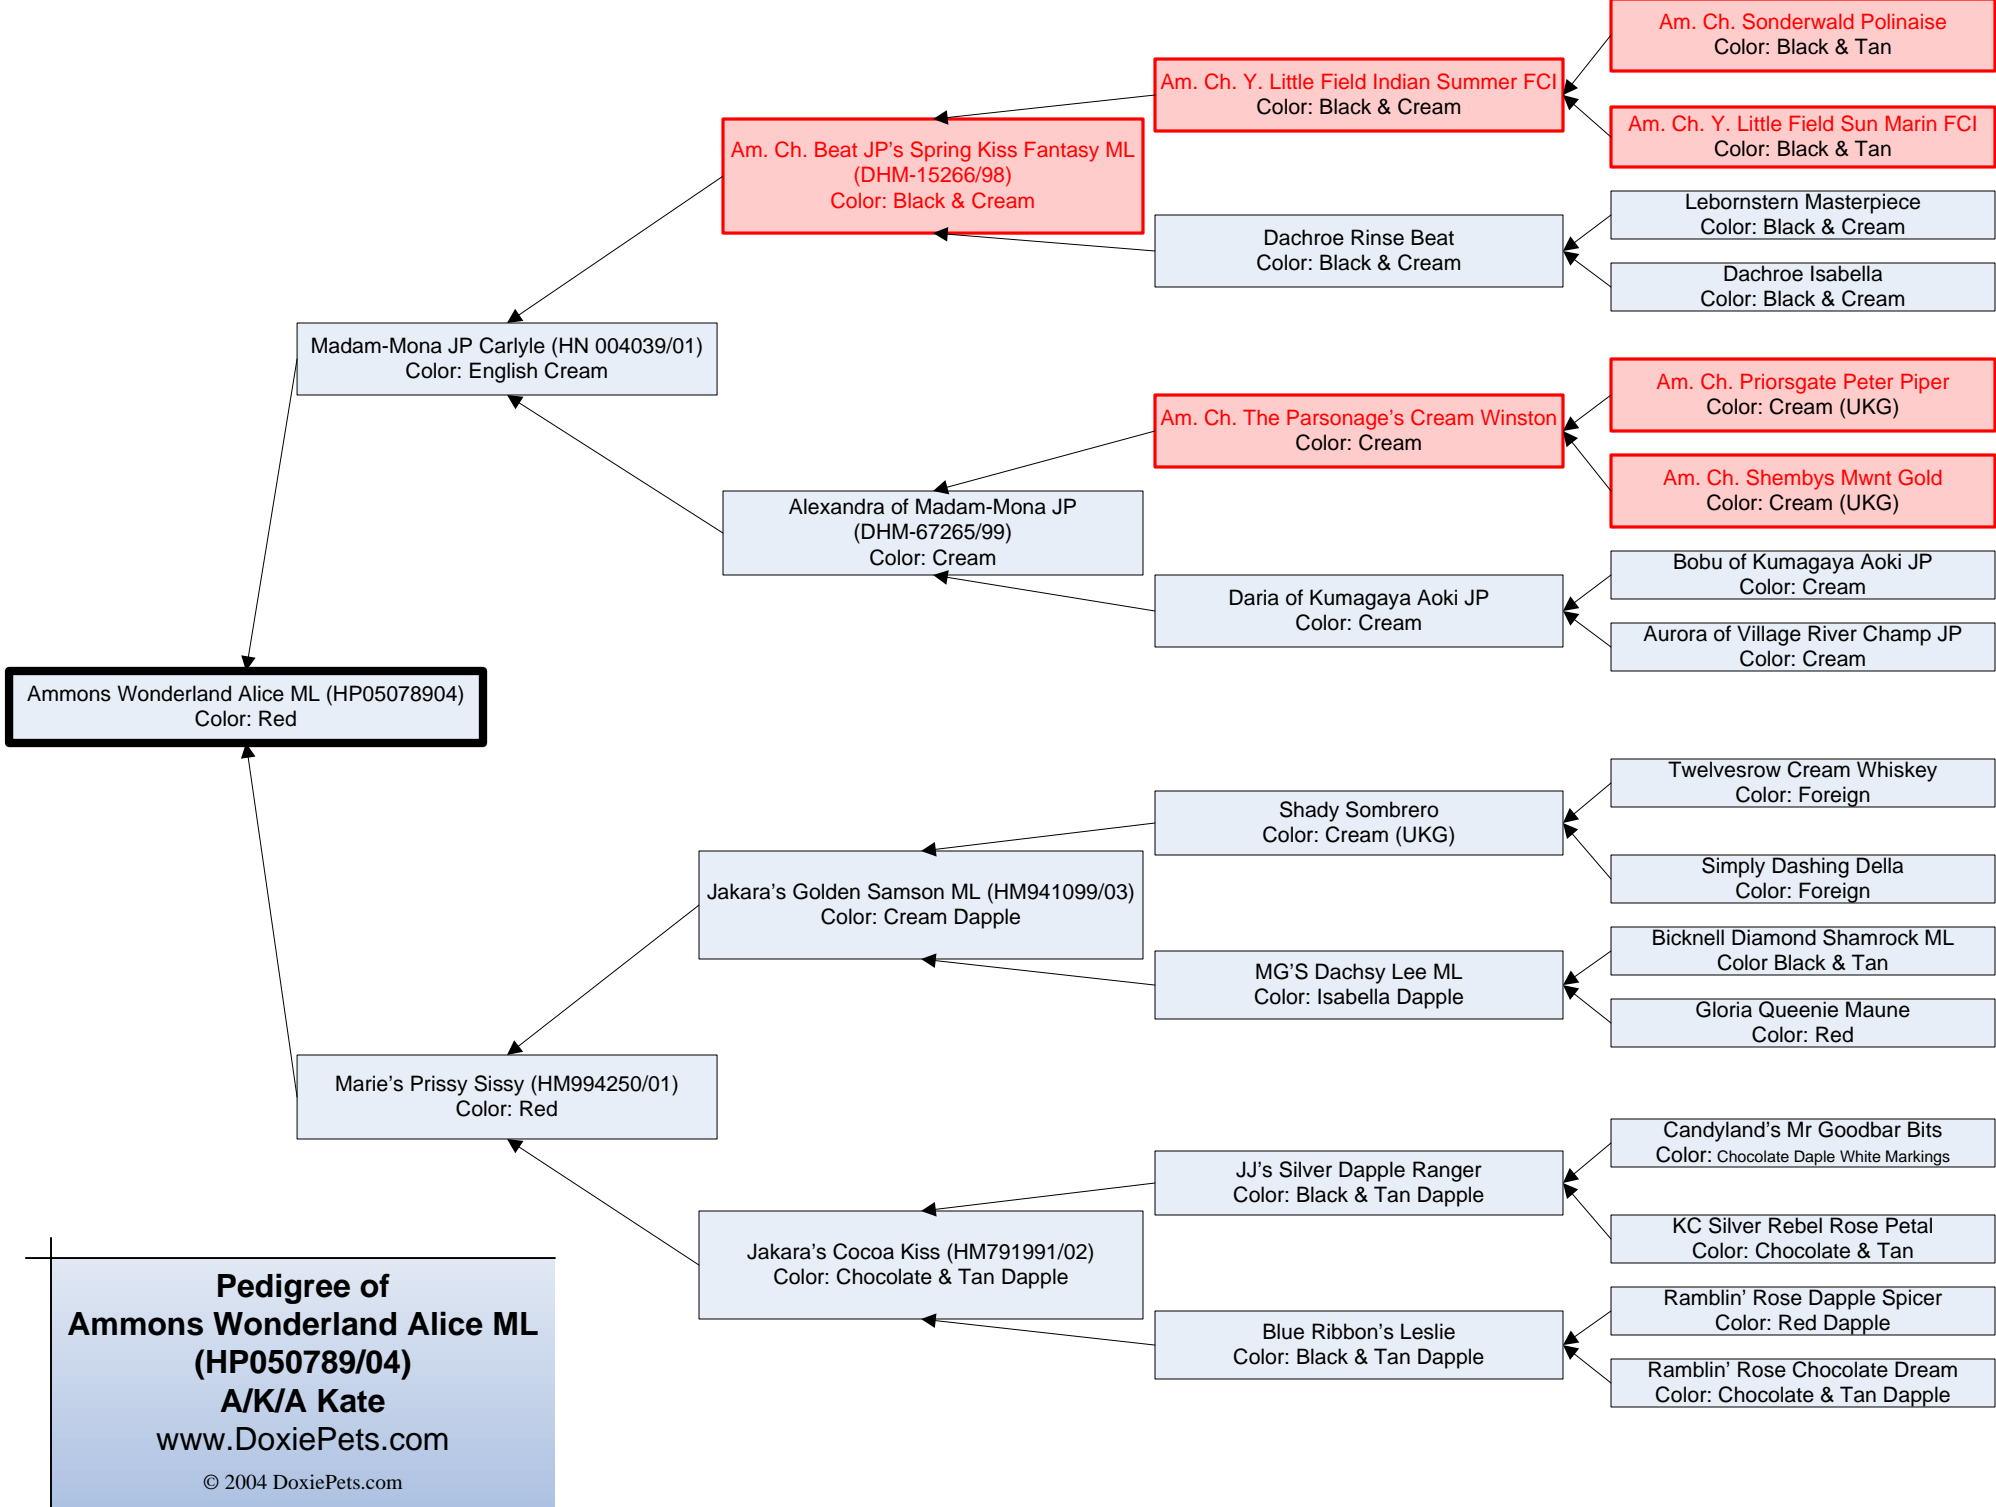 Am. Ch. Sonderwald Polinaise
Color: Black & Tan
Am. Ch. Y. Little Field Indian Summer FCI
Color: Black & Cream
Am. Ch. Y. Little Field Sun Marin FCI
Color: Black & Tan
Am. Ch. Beat JP's Spring Kiss Fantasy ML
(DHM-15266/98)
Color: Black & Cream
Lebornstern Masterpiece
Color: Black & Cream
Dachroe Rinse Beat
Color: Black & Cream
Dachroe Isabella
Color: Black & Cream
Madam-Mona JP Carlyle (HN 004039/01)
Color: English Cream
Am. Ch. Priorsgate Peter Piper
Color: Cream (UKG)
Am. Ch. The Parsonage's Cream Winston
Color: Cream
Am. Ch. Shembys Mwnt Gold
Color: Cream (UKG)
Alexandra of Madam-Mona JP
(DHM-67265/99)
Color: Cream
Bobu of Kumagaya Aoki JP
Color: Cream
Daria of Kumagaya Aoki JP
Color: Cream
Aurora of Village River Champ JP
Color: Cream
Ammons Wonderland Alice ML (HP05078904)
Color: Red
Twelvesrow Cream Whiskey
Color: Foreign
Shady Sombrero
Color: Cream (UKG)
Simply Dashing Della
Color: Foreign
Jakara's Golden Samson ML (HM941099/03)
Color: Cream Dapple
Bicknell Diamond Shamrock ML
Color Black & Tan
MG'S Dachsy Lee ML
Color: Isabella Dapple
Gloria Queenie Maune
Color: Red
Marie's Prissy Sissy (HM994250/01)
Color: Red
Candyland's Mr Goodbar Bits
Color: Chocolate Daple White Markings
JJ's Silver Dapple Ranger
Color: Black & Tan Dapple
KC Silver Rebel Rose Petal
Color: Chocolate & Tan
Jakara's Cocoa Kiss (HM791991/02)
Color: Chocolate & Tan Dapple
Ramblin' Rose Dapple Spicer
Color: Red Dapple
Blue Ribbon's Leslie
Color: Black & Tan Dapple
Ramblin' Rose Chocolate Dream
Color: Chocolate & Tan Dapple
Pedigree of
Ammons Wonderland Alice ML
(HP050789/04)
A/K/A Kate
www.DoxiePets.com
© 2004 DoxiePets.com